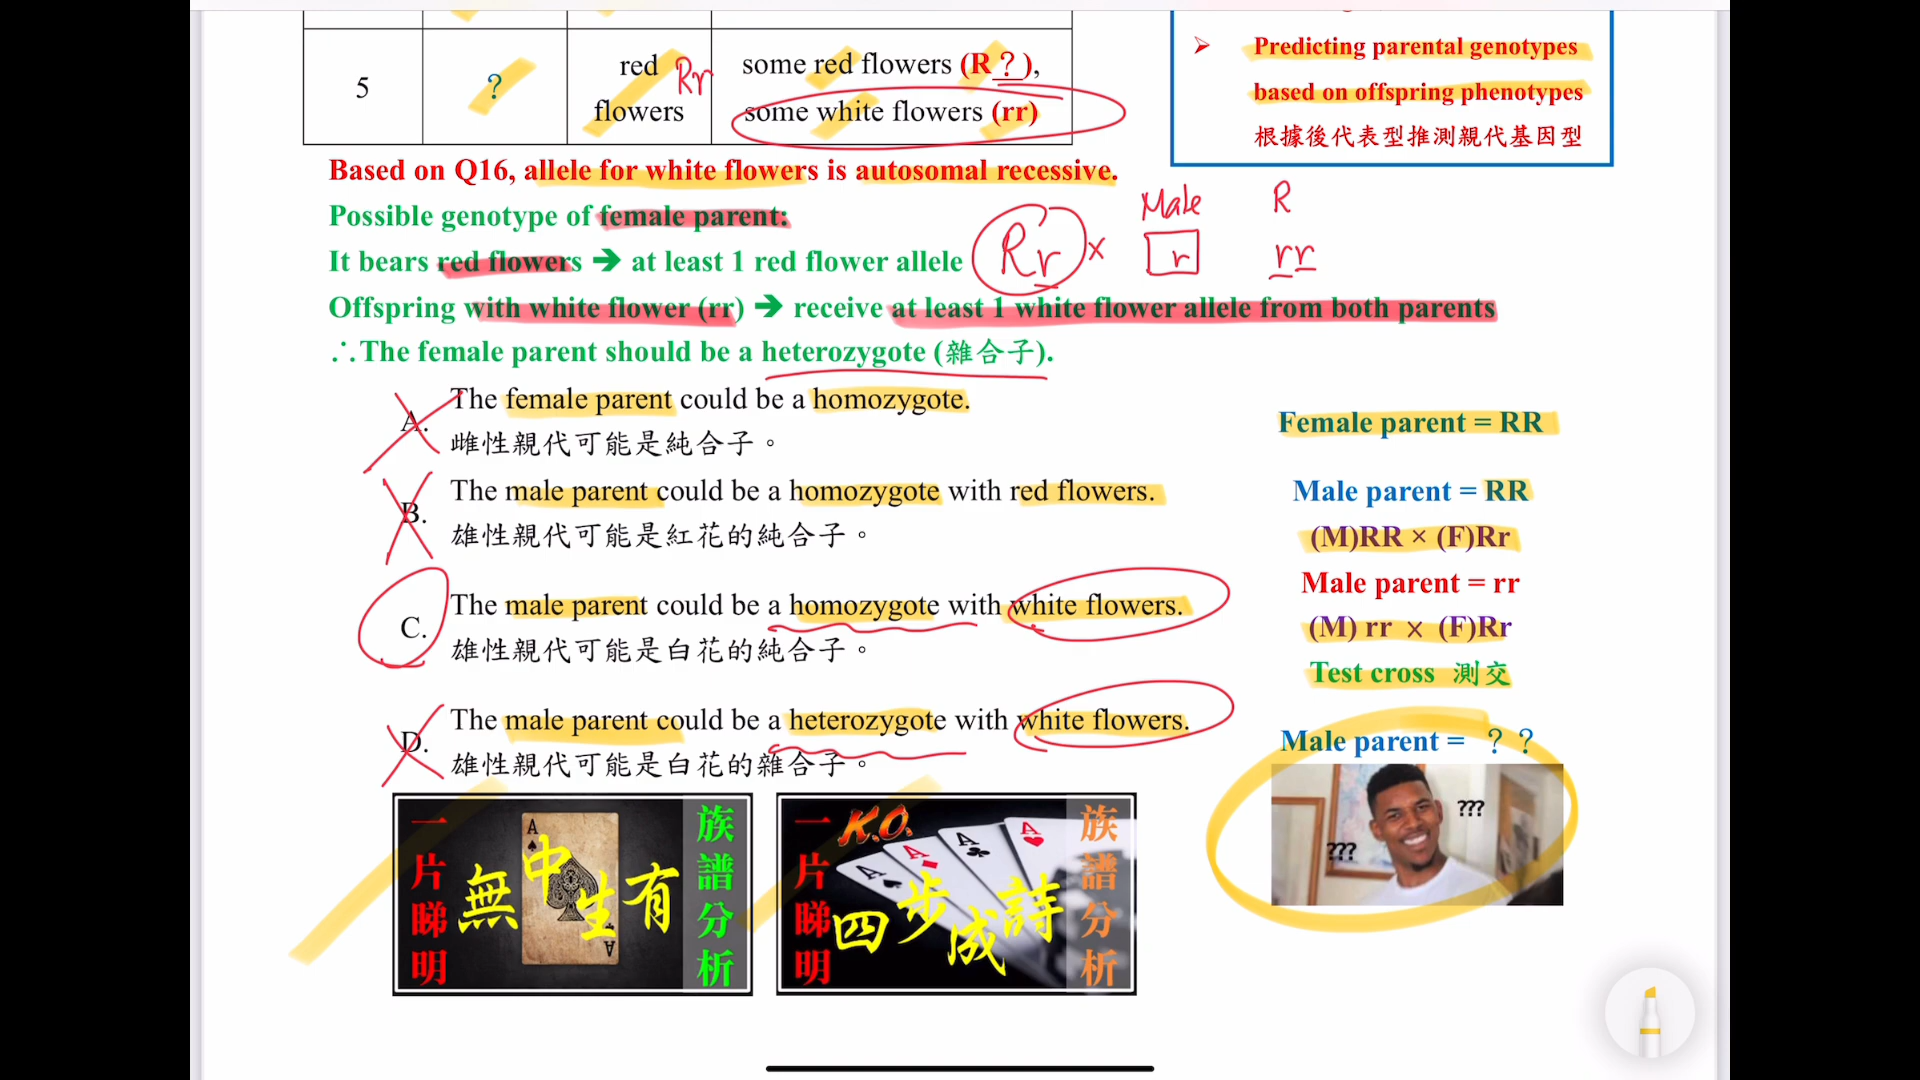 5
?
red
flowers
Rr
some red flowers (R ? ),
some white flowers (rr)
Predicting parental genotypes
based on offspring phenotypes
根據後代表型推測親代基因型
Based on Q16, allele for white flowers is autosomal recessive.
Possible genotype of female parent:
It bears red flowers ➔ at least 1 red flower allele
Rr ×
Male
r
R
rr
Offspring with white flower (rr) ➔ receive at least 1 white flower allele from both parents
∴The female parent should be a heterozygote (雜合子).
A. The female parent could be a homozygote.
雌性親代可能是純合子。
Female parent = RR
B. The male parent could be a homozygote with red flowers.
雄性親代可能是紅花的純合子。
Male parent = RR
(M)RR × (F)Rr
C. The male parent could be a homozygote with white flowers.
雄性親代可能是白花的純合子。
Male parent = rr
(M) rr × (F)Rr
Test cross 測交
D. The male parent could be a heterozygote with white flowers.
雄性親代可能是白花的雜合子。
Male parent = ？？
???
???
一片睇明
無中生有
族譜分析
A
A
一片睇明
K.O.
四步成詩
族譜分析
A
A
A
A